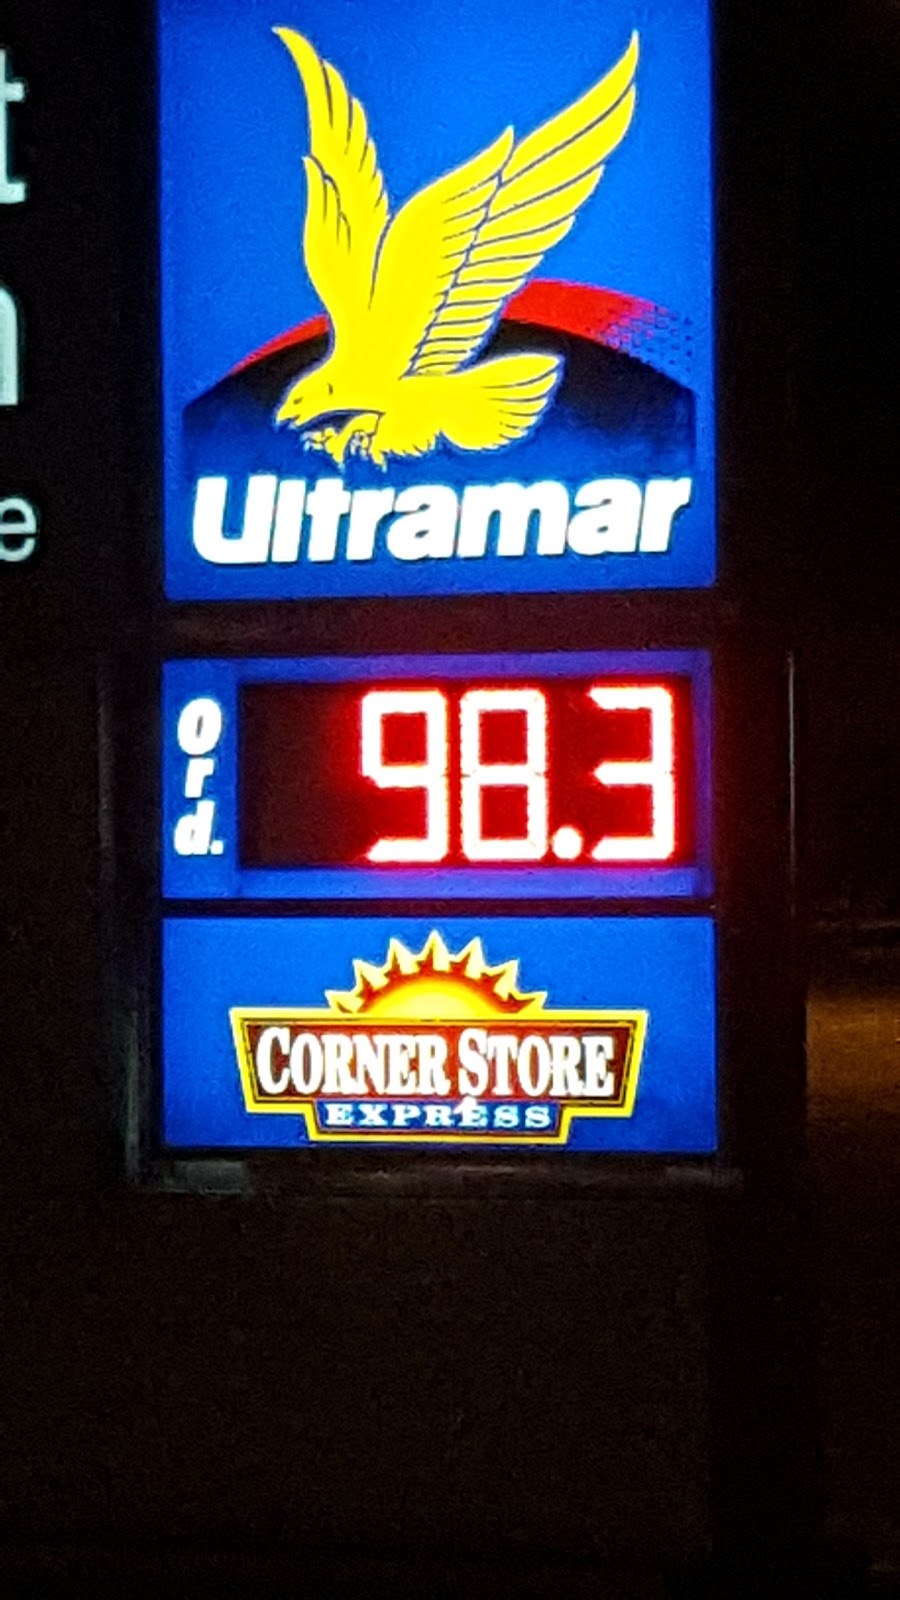 Ultramar
Ord.
98.3
CORNER STORE
EXPRESS